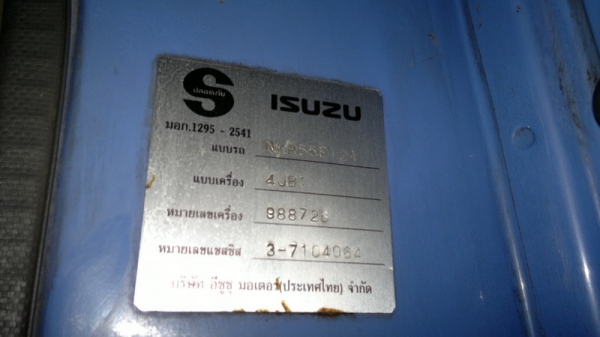 S
ปลอดภัย
ISUZU
มอก.1295 - 2541
แบบรถ
แบบเครื่อง
หมายเลขเครื่อง
หมายเลขแชสซิส 3-7104064
บริษัท อีซูซุ มอเตอร์(ประเทศไทย) จำกัด